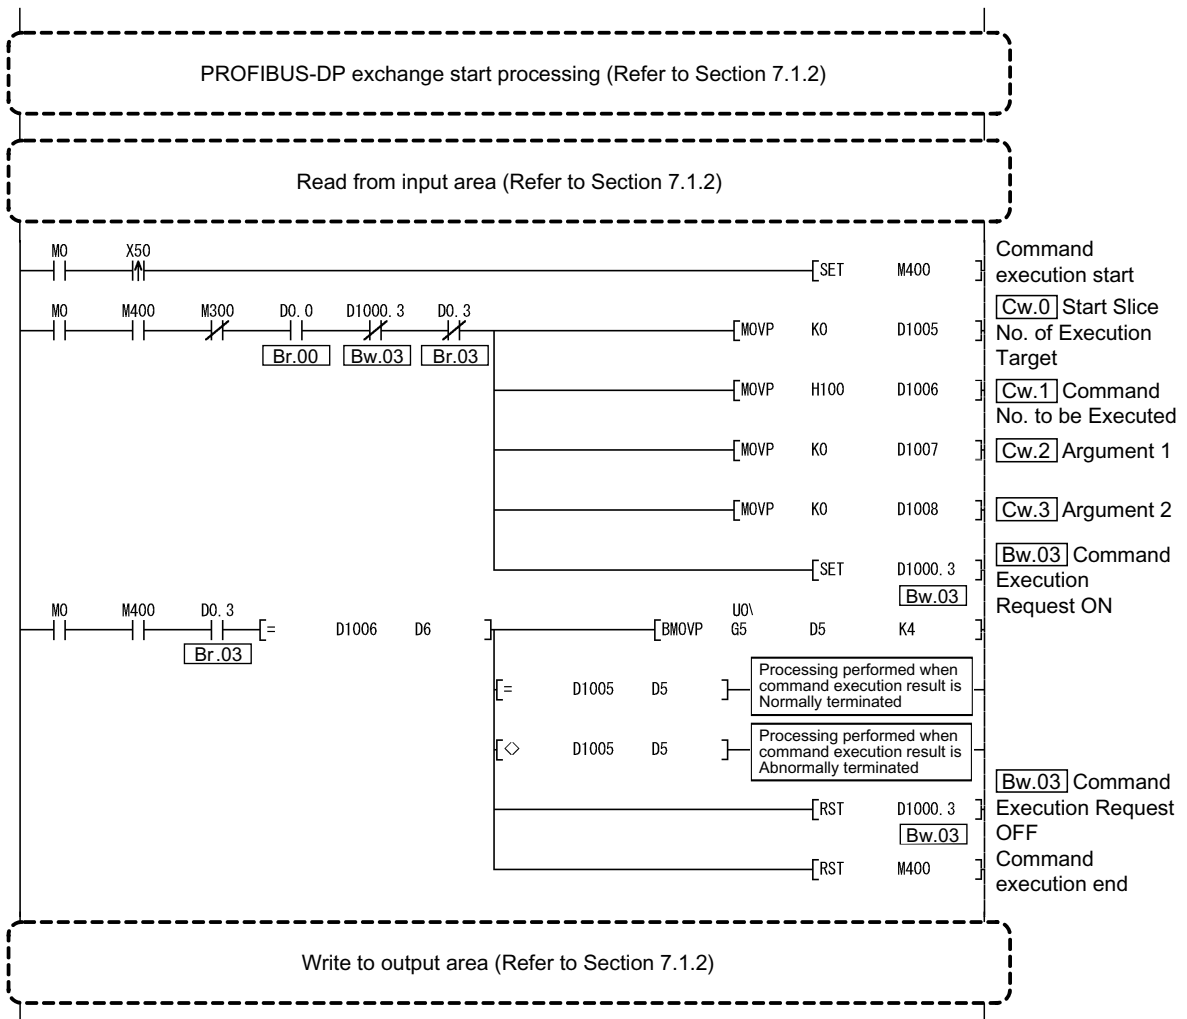 PROFIBUS-DP exchange start processing (Refer to Section 7.1.2)
Read from input area (Refer to Section 7.1.2)
M0 X50
[SET M400 ]
Command
execution start
M0 M400 M300 D0. 0 D1000. 3 D0. 3
Br.00 Bw.03 Br.03
[MOVP K0 D1005 ]
Cw.0 Start Slice
No. of Execution
Target
[MOVP H100 D1006 ]
Cw.1 Command
No. to be Executed
[MOVP K0 D1007 ]
Cw.2 Argument 1
[MOVP K0 D1008 ]
Cw.3 Argument 2
[SET D1000. 3 ]
Bw.03
Bw.03 Command
Execution
Request ON
M0 M400 D0. 3
Br.03
[= D1006 D6 ]
U0\
[BMOVP G5 D5 K4 ]
[= D1005 D5 ]
Processing performed when
command execution result is
Normally terminated
[<> D1005 D5 ]
Processing performed when
command execution result is
Abnormally terminated
[RST D1000. 3 ]
Bw.03
Bw.03 Command
Execution Request
OFF
[RST M400 ]
Command
execution end
Write to output area (Refer to Section 7.1.2)